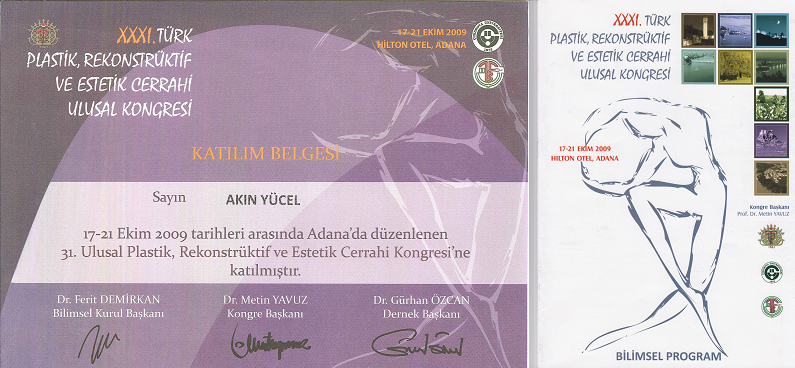 XXXI. TÜRK
PLASTİK, REKONSTRÜKTİF
VE ESTETİK CERRAHİ
ULUSAL KONGRESİ
17-21 EKİM 2009
HILTON OTEL, ADANA
KATILIM BELGESİ
Sayın AKIN YÜCEL
17-21 Ekim 2009 tarihleri arasında Adana'da düzenlenen
31. Ulusal Plastik, Rekonstrüktif ve Estetik Cerrahi Kongresi'ne
katılmıştır.
Dr. Ferit DEMİRKAN
Bilimsel Kurul Başkanı
Dr. Metin YAVUZ
Kongre Başkanı
Dr. Gürhan ÖZCAN
Dernek Başkanı
XXXI. TÜRK
PLASTİK, REKONSTRÜKTİF
VE ESTETİK CERRAHİ
ULUSAL KONGRESİ
17-21 EKİM 2009
HILTON OTEL, ADANA
Kongre Başkanı
Prof. Dr. Metin YAVUZ
BİLİMSEL PROGRAM